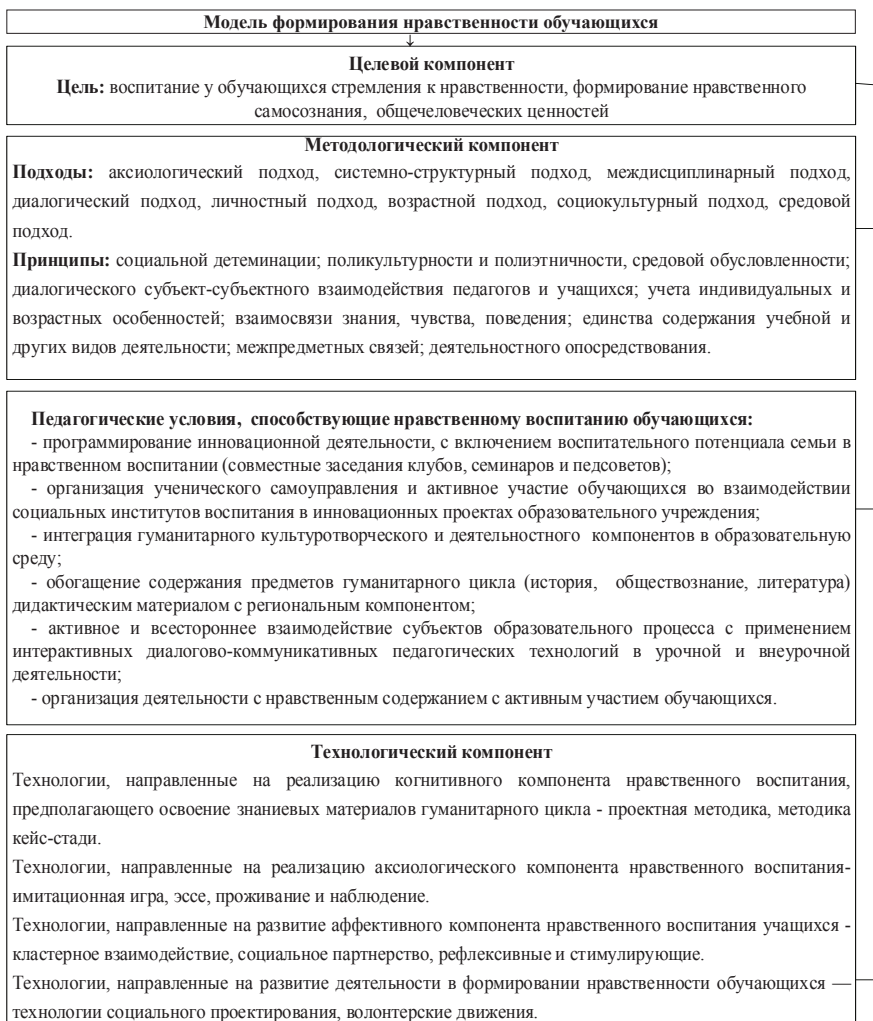 Модель формирования нравственности обучающихся
Целевой компонент
Цель: воспитание у обучающихся стремления к нравственности, формирование нравственного
самосознания, общечеловеческих ценностей
Методологический компонент
Подходы: аксиологический подход, системно-структурный подход, междисциплинарный подход,
диалогический подход, личностный подход, возрастной подход, социокультурный подход, средовой
подход.
Принципы: социальной детеминации; поликультурности и полиэтничности, средовой обусловленности;
диалогического субъект-субъектного взаимодействия педагогов и учащихся; учета индивидуальных и
возрастных особенностей; взаимосвязи знания, чувства, поведения; единства содержания учебной и
других видов деятельности; межпредметных связей; деятельностного опосредствования.
Педагогические условия, способствующие нравственному воспитанию обучающихся:
- программирование инновационной деятельности, с включением воспитательного потенциала семьи в
нравственном воспитании (совместные заседания клубов, семинаров и педсоветов);
- организация ученического самоуправления и активное участие обучающихся во взаимодействии
социальных институтов воспитания в инновационных проектах образовательного учреждения;
- интеграция гуманитарного культуротворческого и деятельностного компонентов в образовательную
среду;
- обогащение содержания предметов гуманитарного цикла (история, обществознание, литература)
дидактическим материалом с региональным компонентом;
- активное и всестороннее взаимодействие субъектов образовательного процесса с применением
интерактивных диалогово-коммуникативных педагогических технологий в урочной и внеурочной
деятельности;
- организация деятельности с нравственным содержанием с активным участием обучающихся.
Технологический компонент
Технологии, направленные на реализацию когнитивного компонента нравственного воспитания,
предполагающего освоение знаниевых материалов гуманитарного цикла - проектная методика, методика
кейс-стади.
Технологии, направленные на реализацию аксиологического компонента нравственного воспитания-
имитационная игра, эссе, проживание и наблюдение.
Технологии, направленные на развитие аффективного компонента нравственного воспитания учащихся -
кластерное взаимодействие, социальное партнерство, рефлексивные и стимулирующие.
Технологии, направленные на развитие деятельности в формировании нравственности обучающихся —
технологии социального проектирования, волонтерские движения.